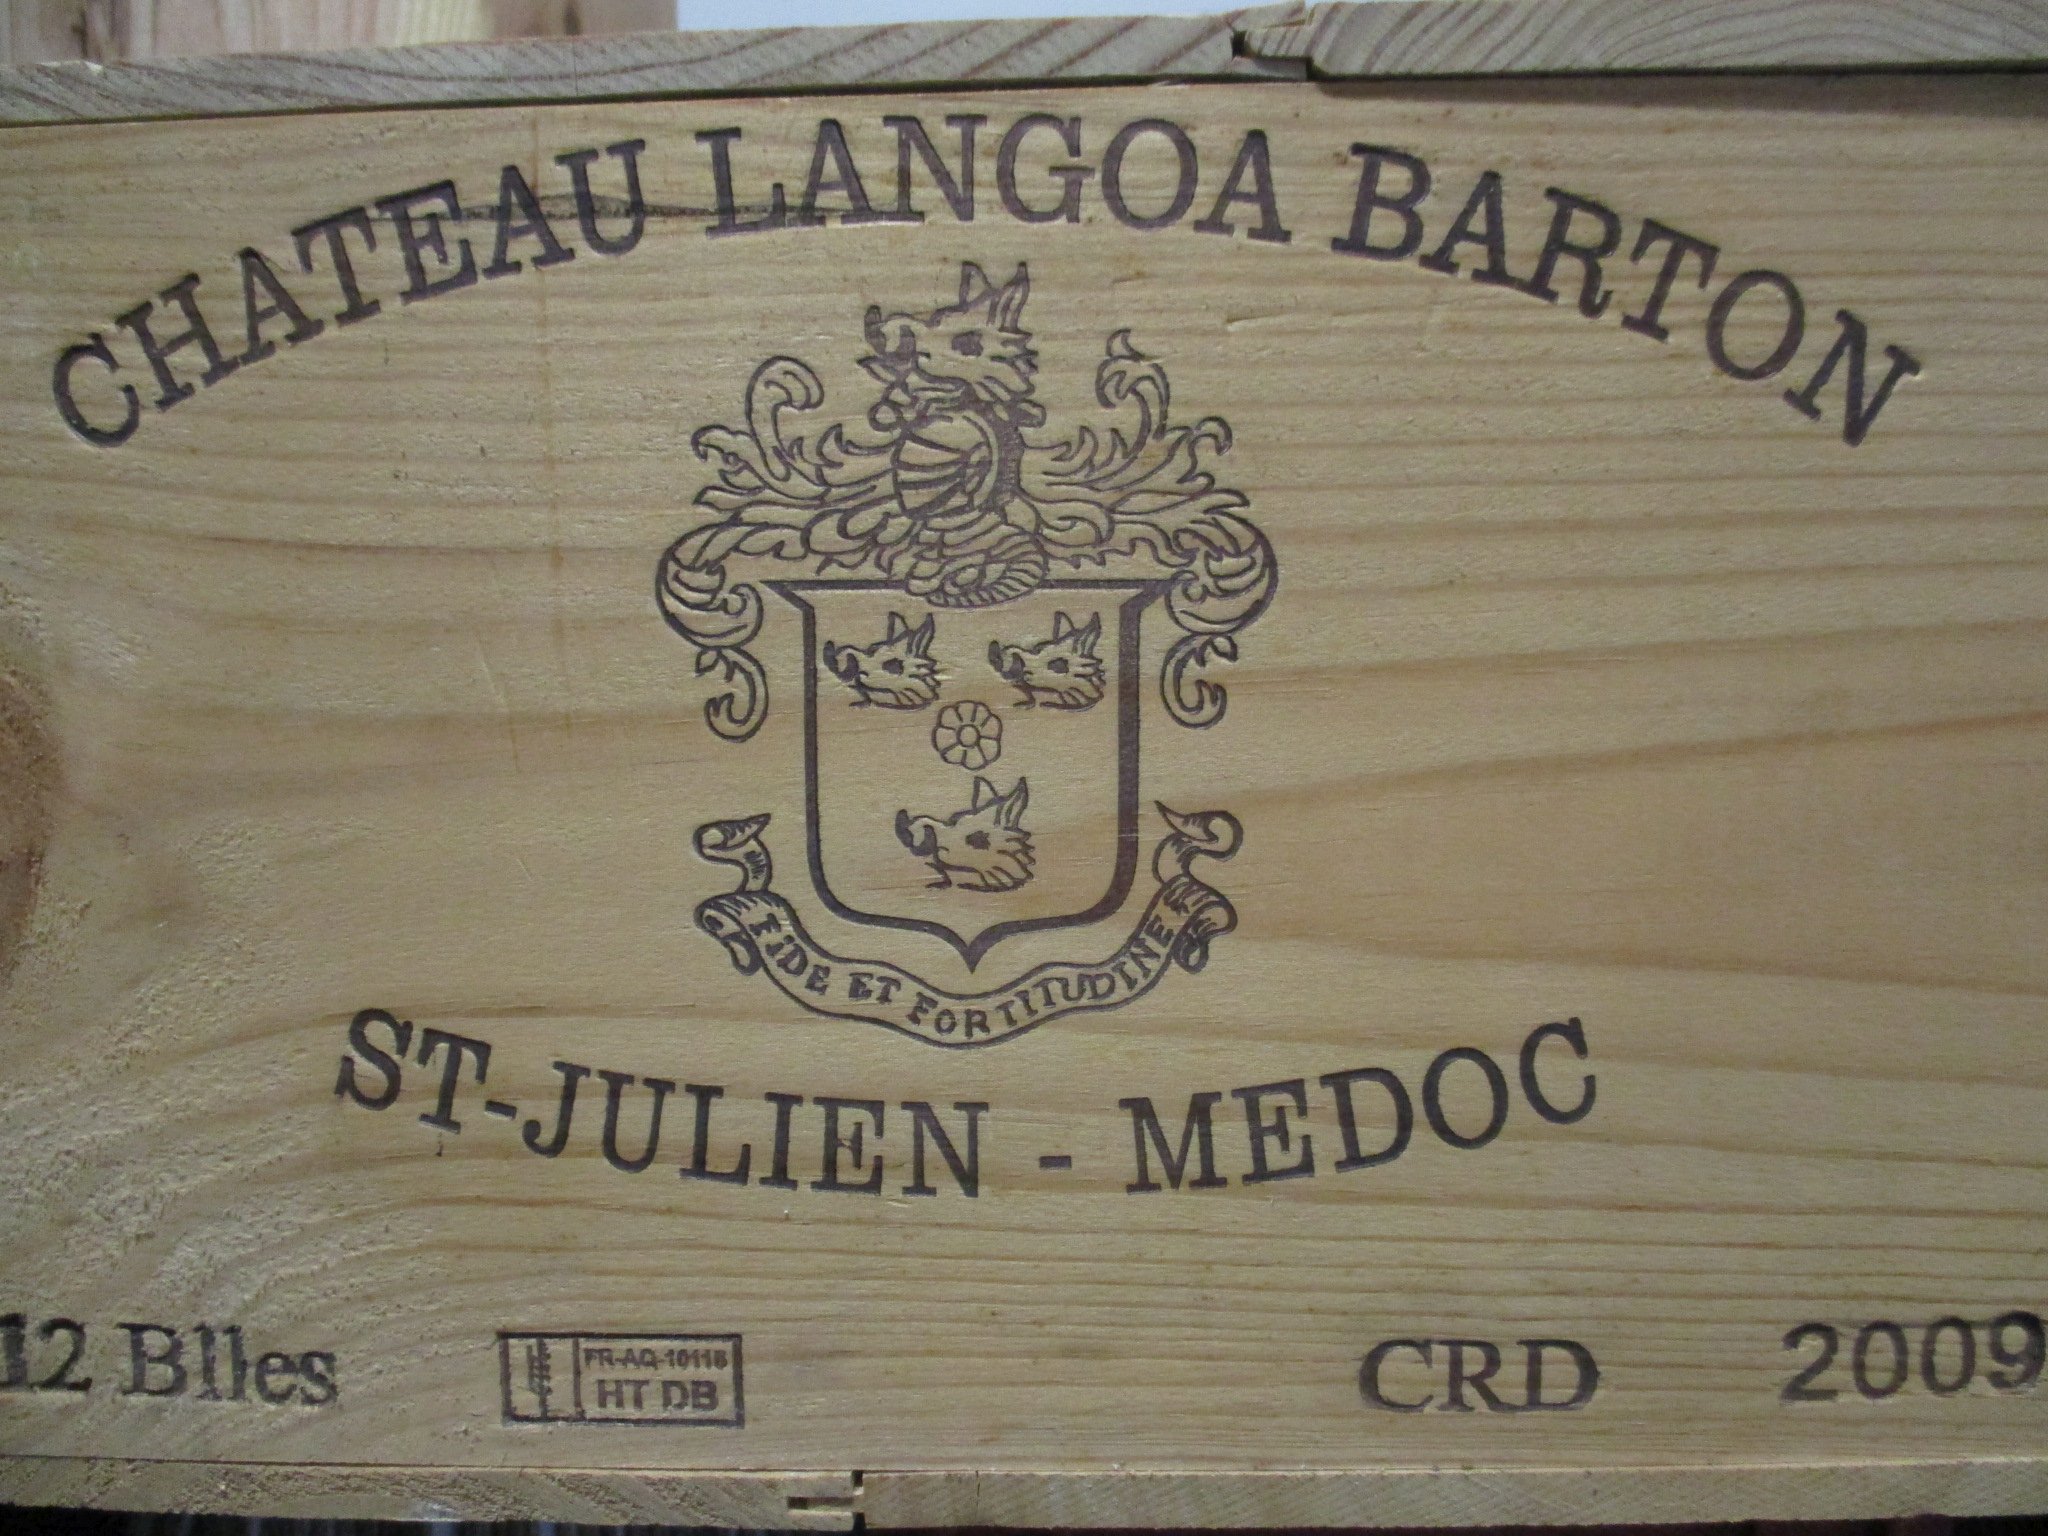 CHATEAU LANGOA BARTON
FIDE ET FORTITUDINE
ST-JULIEN - MEDOC
12 Blles
FR-AQ-10118
HT DB
CRD
2009